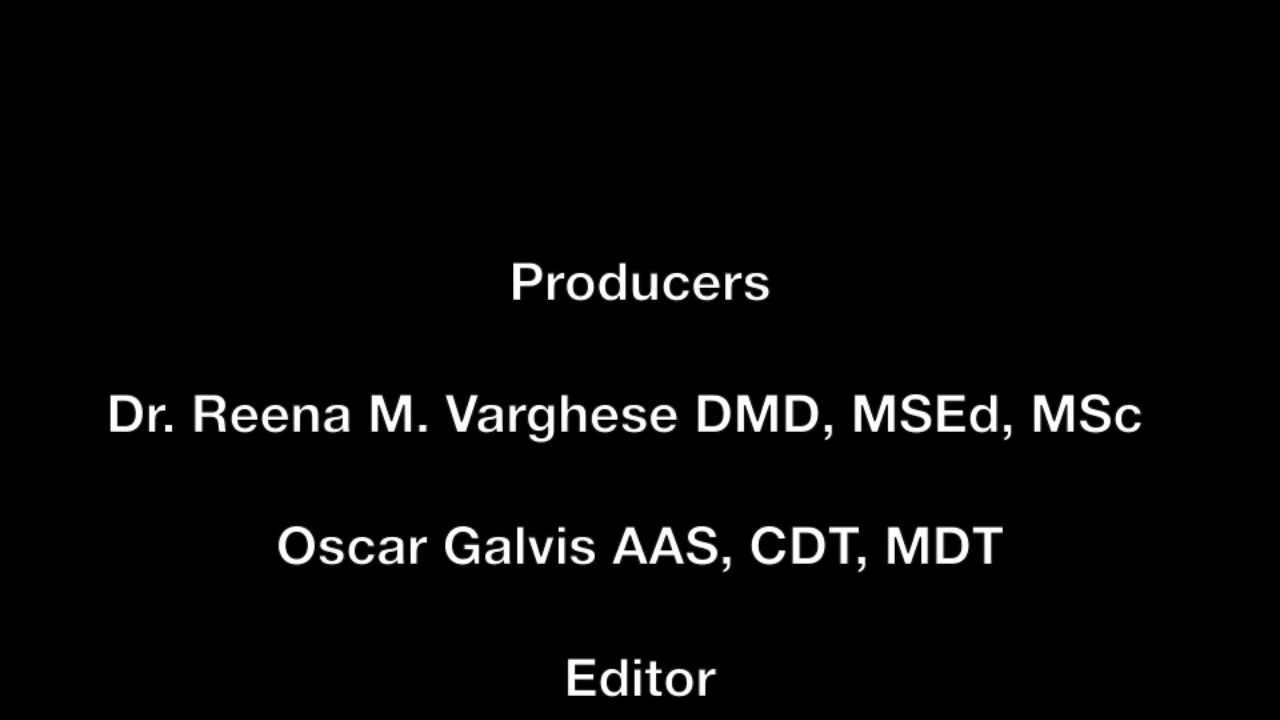 Producers
Dr. Reena M. Varghese DMD, MSEd, MSc
Oscar Galvis AAS, CDT, MDT
Editor